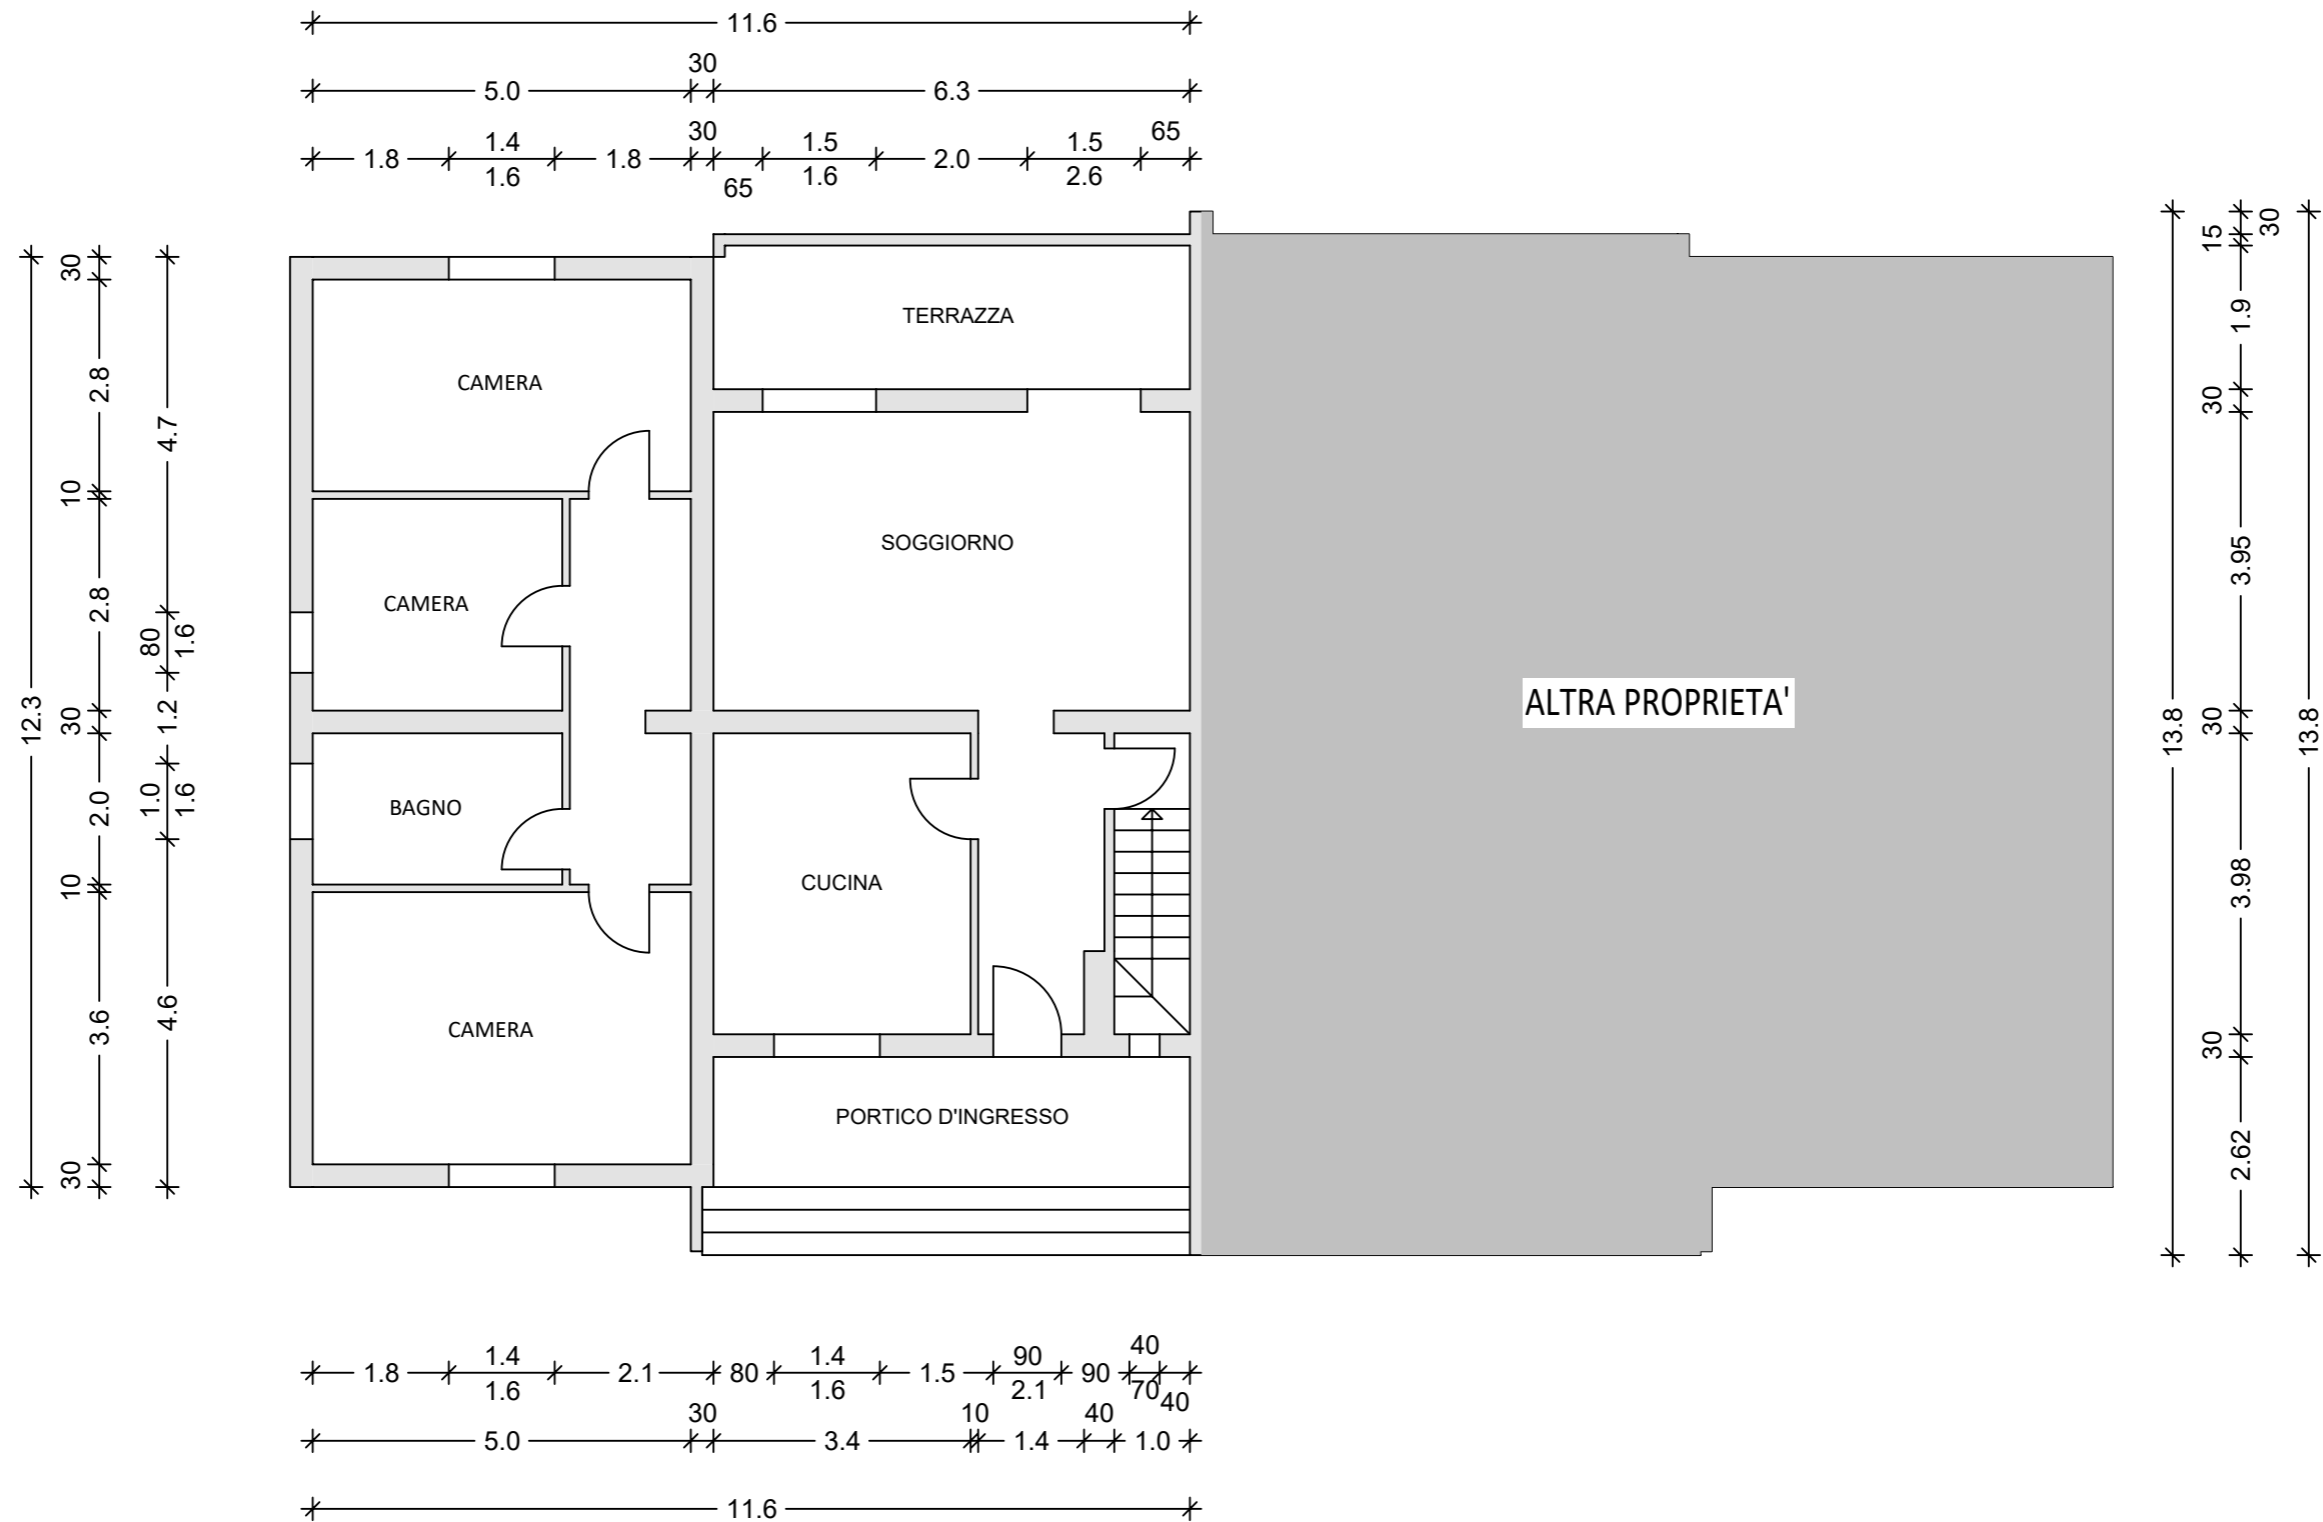 11.6
30
5.0 6.3
30 65
1.8 1.4 1.8 1.5 2.0 1.5
1.6 65 1.6 2.6
30 15 30
30 2.8 10 2.8 30 2.0 10 3.6 30
12.3
4.7 80 1.6 1.2 1.0 1.6 4.6
TERRAZZA
CAMERA
SOGGIORNO
CAMERA
ALTRA PROPRIETA'
BAGNO
CUCINA
CAMERA
PORTICO D'INGRESSO
1.9 30 3.95 30 3.98 30 2.62
13.8 13.8
40
1.8 1.4 2.1 80 1.4 1.5 90 90
1.6 1.6 2.1 70 40
30 10 40
5.0 3.4 1.4 1.0
11.6